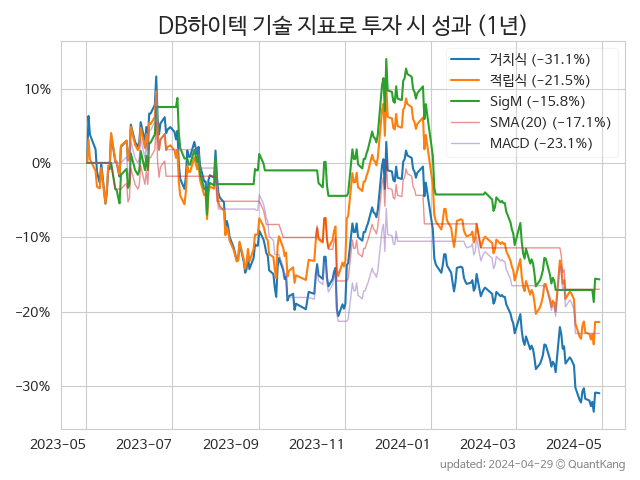 DB하이텍 기술 지표로 투자 시 성과 (1년)
거치식 (−31.1%)
적립식 (−21.5%)
SigM (−15.8%)
SMA(20) (−17.1%)
MACD (−23.1%)
10%
0%
−10%
−20%
−30%
2023-05 2023-07 2023-09 2023-11 2024-01 2024-03 2024-05
updated: 2024-04-29 © QuantKang